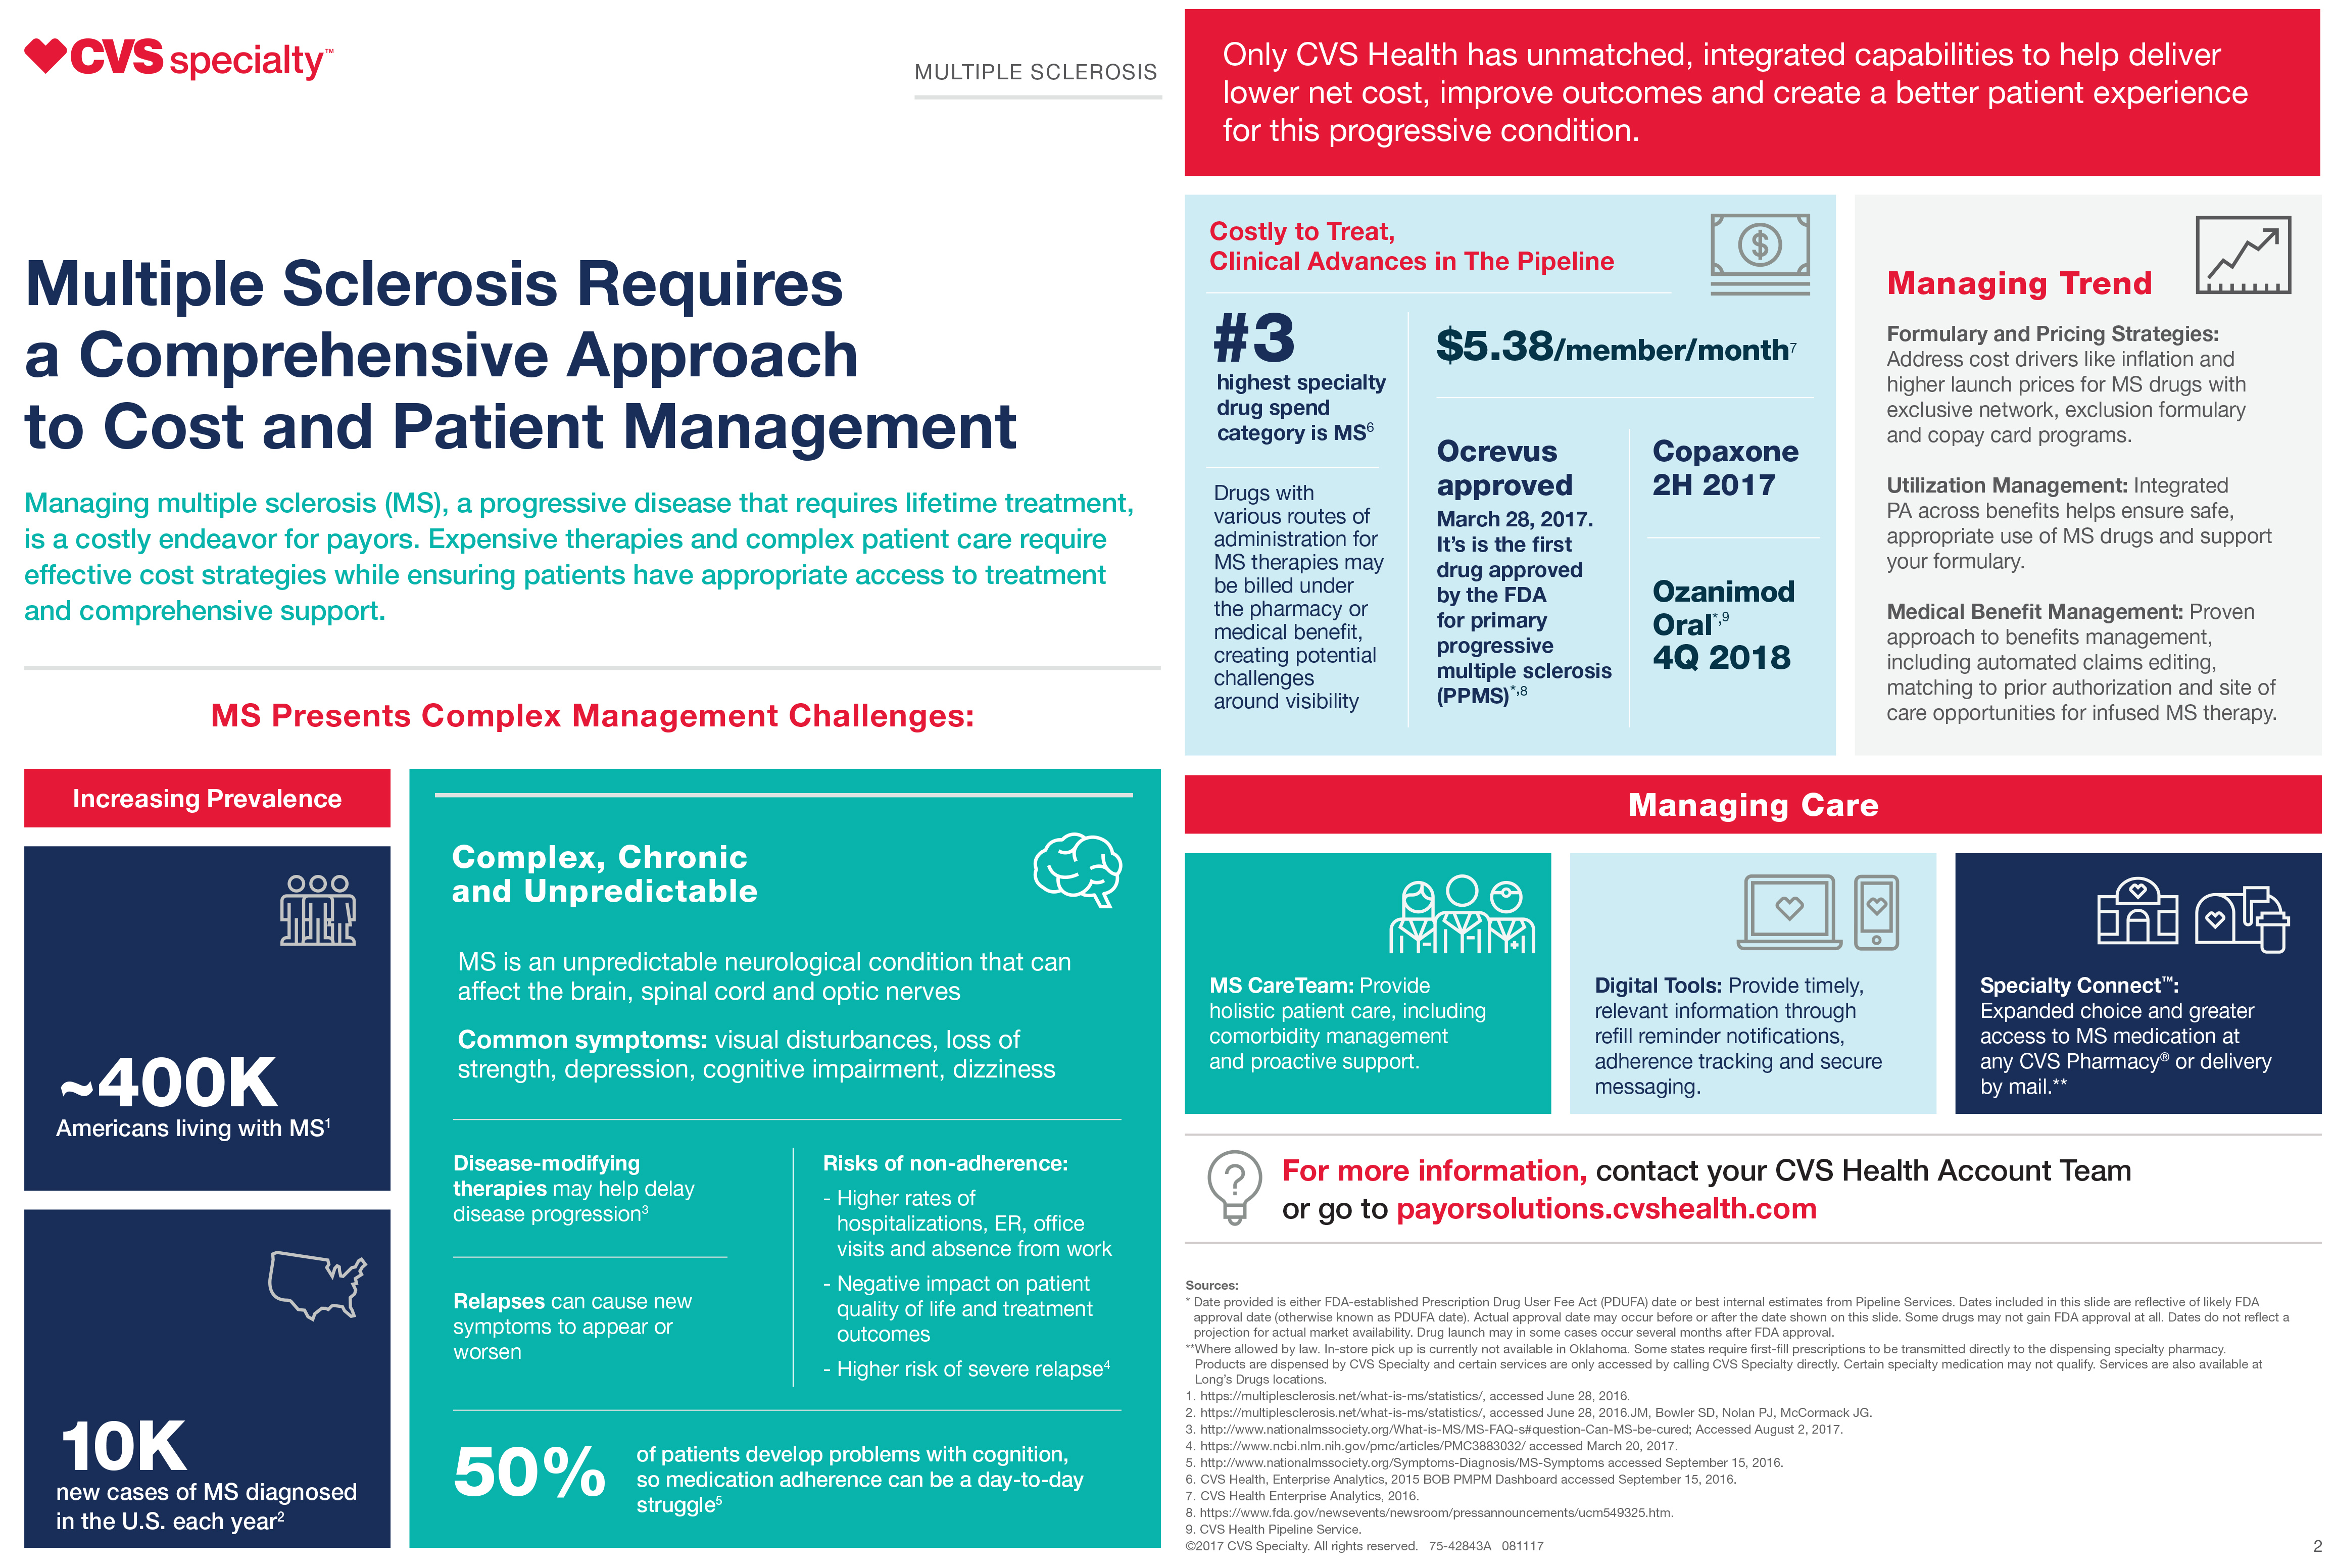 CVS specialty™
MULTIPLE SCLEROSIS
Multiple Sclerosis Requires
a Comprehensive Approach
to Cost and Patient Management
Managing multiple sclerosis (MS), a progressive disease that requires lifetime treatment,
is a costly endeavor for payors. Expensive therapies and complex patient care require
effective cost strategies while ensuring patients have appropriate access to treatment
and comprehensive support.
MS Presents Complex Management Challenges:
Increasing Prevalence
~400K
Americans living with MS1
10K
new cases of MS diagnosed
in the U.S. each year2
Complex, Chronic
and Unpredictable
MS is an unpredictable neurological condition that can
affect the brain, spinal cord and optic nerves
Common symptoms: visual disturbances, loss of
strength, depression, cognitive impairment, dizziness
Disease-modifying
therapies may help delay
disease progression3
Relapses can cause new
symptoms to appear or
worsen
Risks of non-adherence:
- Higher rates of
hospitalizations, ER, office
visits and absence from work
- Negative impact on patient
quality of life and treatment
outcomes
- Higher risk of severe relapse4
50%
of patients develop problems with cognition,
so medication adherence can be a day-to-day
struggle5
Only CVS Health has unmatched, integrated capabilities to help deliver
lower net cost, improve outcomes and create a better patient experience
for this progressive condition.
Costly to Treat,
Clinical Advances in The Pipeline
$
#3
highest specialty
drug spend
category is MS6
Drugs with
various routes of
administration for
MS therapies may
be billed under
the pharmacy or
medical benefit,
creating potential
challenges
around visibility
$5.38/member/month7
Ocrevus
approved
March 28, 2017.
It’s is the first
drug approved
by the FDA
for primary
progressive
multiple sclerosis
(PPMS)*,8
Copaxone
2H 2017
Ozanimod
Oral*,9
4Q 2018
Managing Trend
Formulary and Pricing Strategies:
Address cost drivers like inflation and
higher launch prices for MS drugs with
exclusive network, exclusion formulary
and copay card programs.
Utilization Management: Integrated
PA across benefits helps ensure safe,
appropriate use of MS drugs and support
your formulary.
Medical Benefit Management: Proven
approach to benefits management,
including automated claims editing,
matching to prior authorization and site of
care opportunities for infused MS therapy.
Managing Care
MS CareTeam: Provide
holistic patient care, including
comorbidity management
and proactive support.
Digital Tools: Provide timely,
relevant information through
refill reminder notifications,
adherence tracking and secure
messaging.
Specialty Connect™:
Expanded choice and greater
access to MS medication at
any CVS Pharmacy® or delivery
by mail.**
?
For more information, contact your CVS Health Account Team
or go to payorsolutions.cvshealth.com
Sources:
* Date provided is either FDA-established Prescription Drug User Fee Act (PDUFA) date or best internal estimates from Pipeline Services. Dates included in this slide are reflective of likely FDA
approval date (otherwise known as PDUFA date). Actual approval date may occur before or after the date shown on this slide. Some drugs may not gain FDA approval at all. Dates do not reflect a
projection for actual market availability. Drug launch may in some cases occur several months after FDA approval.
**Where allowed by law. In-store pick up is currently not available in Oklahoma. Some states require first-fill prescriptions to be transmitted directly to the dispensing specialty pharmacy.
Products are dispensed by CVS Specialty and certain services are only accessed by calling CVS Specialty directly. Certain specialty medication may not qualify. Services are also available at
Long’s Drugs locations.
1. https://multiplesclerosis.net/what-is-ms/statistics/, accessed June 28, 2016.
2. https://multiplesclerosis.net/what-is-ms/statistics/, accessed June 28, 2016.JM, Bowler SD, Nolan PJ, McCormack JG.
3. http://www.nationalmssociety.org/What-is-MS/MS-FAQ-s#question-Can-MS-be-cured; Accessed August 2, 2017.
4. https://www.ncbi.nlm.nih.gov/pmc/articles/PMC3883032/ accessed March 20, 2017.
5. http://www.nationalmssociety.org/Symptoms-Diagnosis/MS-Symptoms accessed September 15, 2016.
6. CVS Health, Enterprise Analytics, 2015 BOB PMPM Dashboard accessed September 15, 2016.
7. CVS Health Enterprise Analytics, 2016.
8. https://www.fda.gov/newsevents/newsroom/pressannouncements/ucm549325.htm.
9. CVS Health Pipeline Service.
©2017 CVS Specialty. All rights reserved. 75-42843A 081117
2